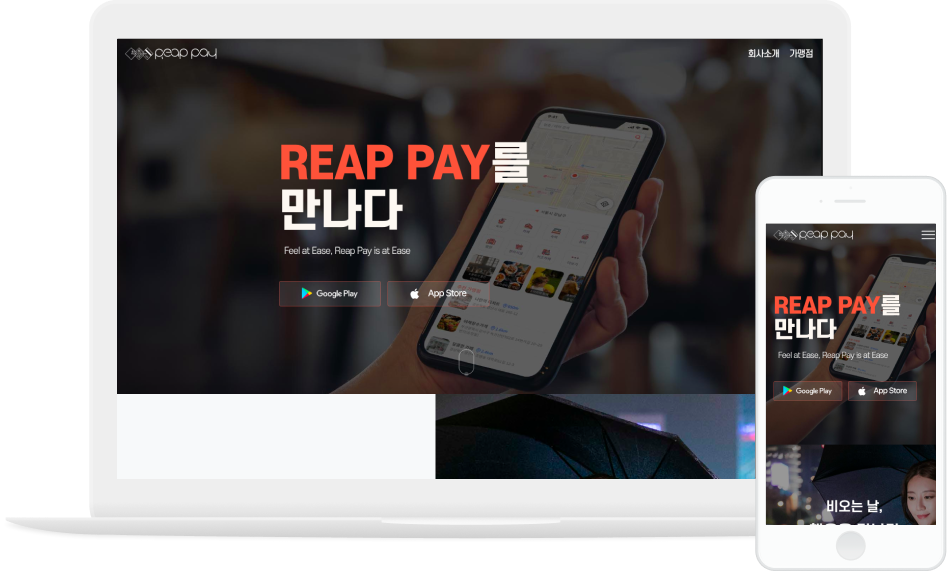 reap pay
회사소개 가맹점
REAP PAY를
만나다
Feel at Ease, Reap Pay is at Ease
Google Play
App Store
reap pay
REAP PAY를
만나다
Feel at Ease, Reap Pay is at Ease
Google Play
App Store
비오는 날,